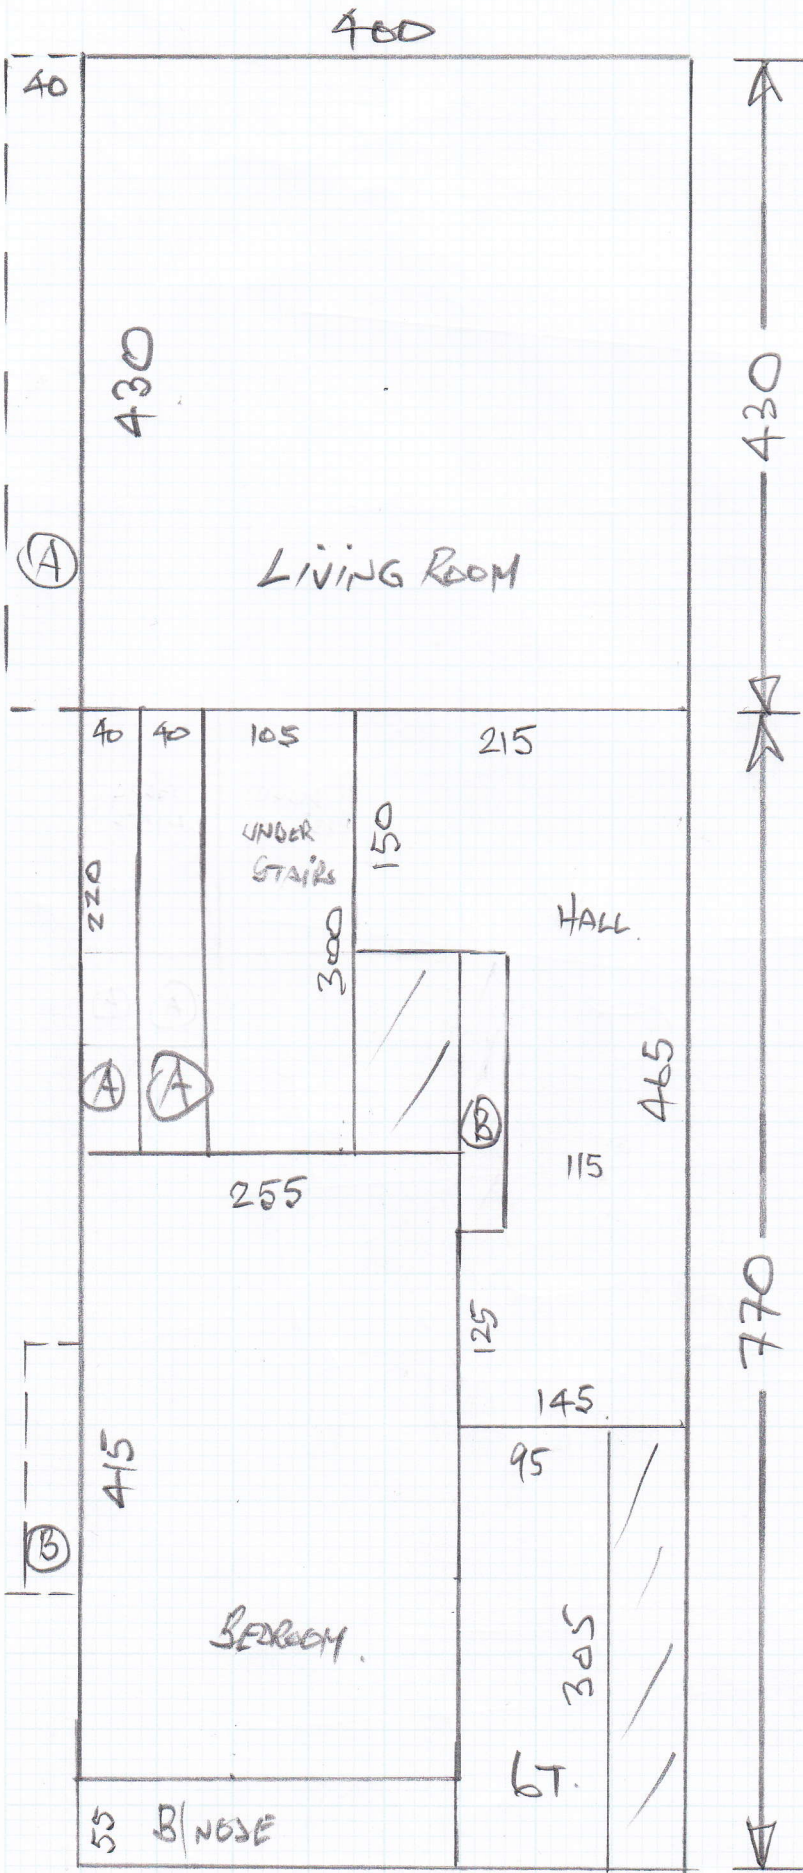 400
40
430
430
A
LIVING ROOM
40 40 105 215
UNDER
STAIRS
150
220
300
HALL.
A A
B
465
115
255
125
770
145.
95
415
B
305
BEDROOM.
6T.
55 B/NOSE